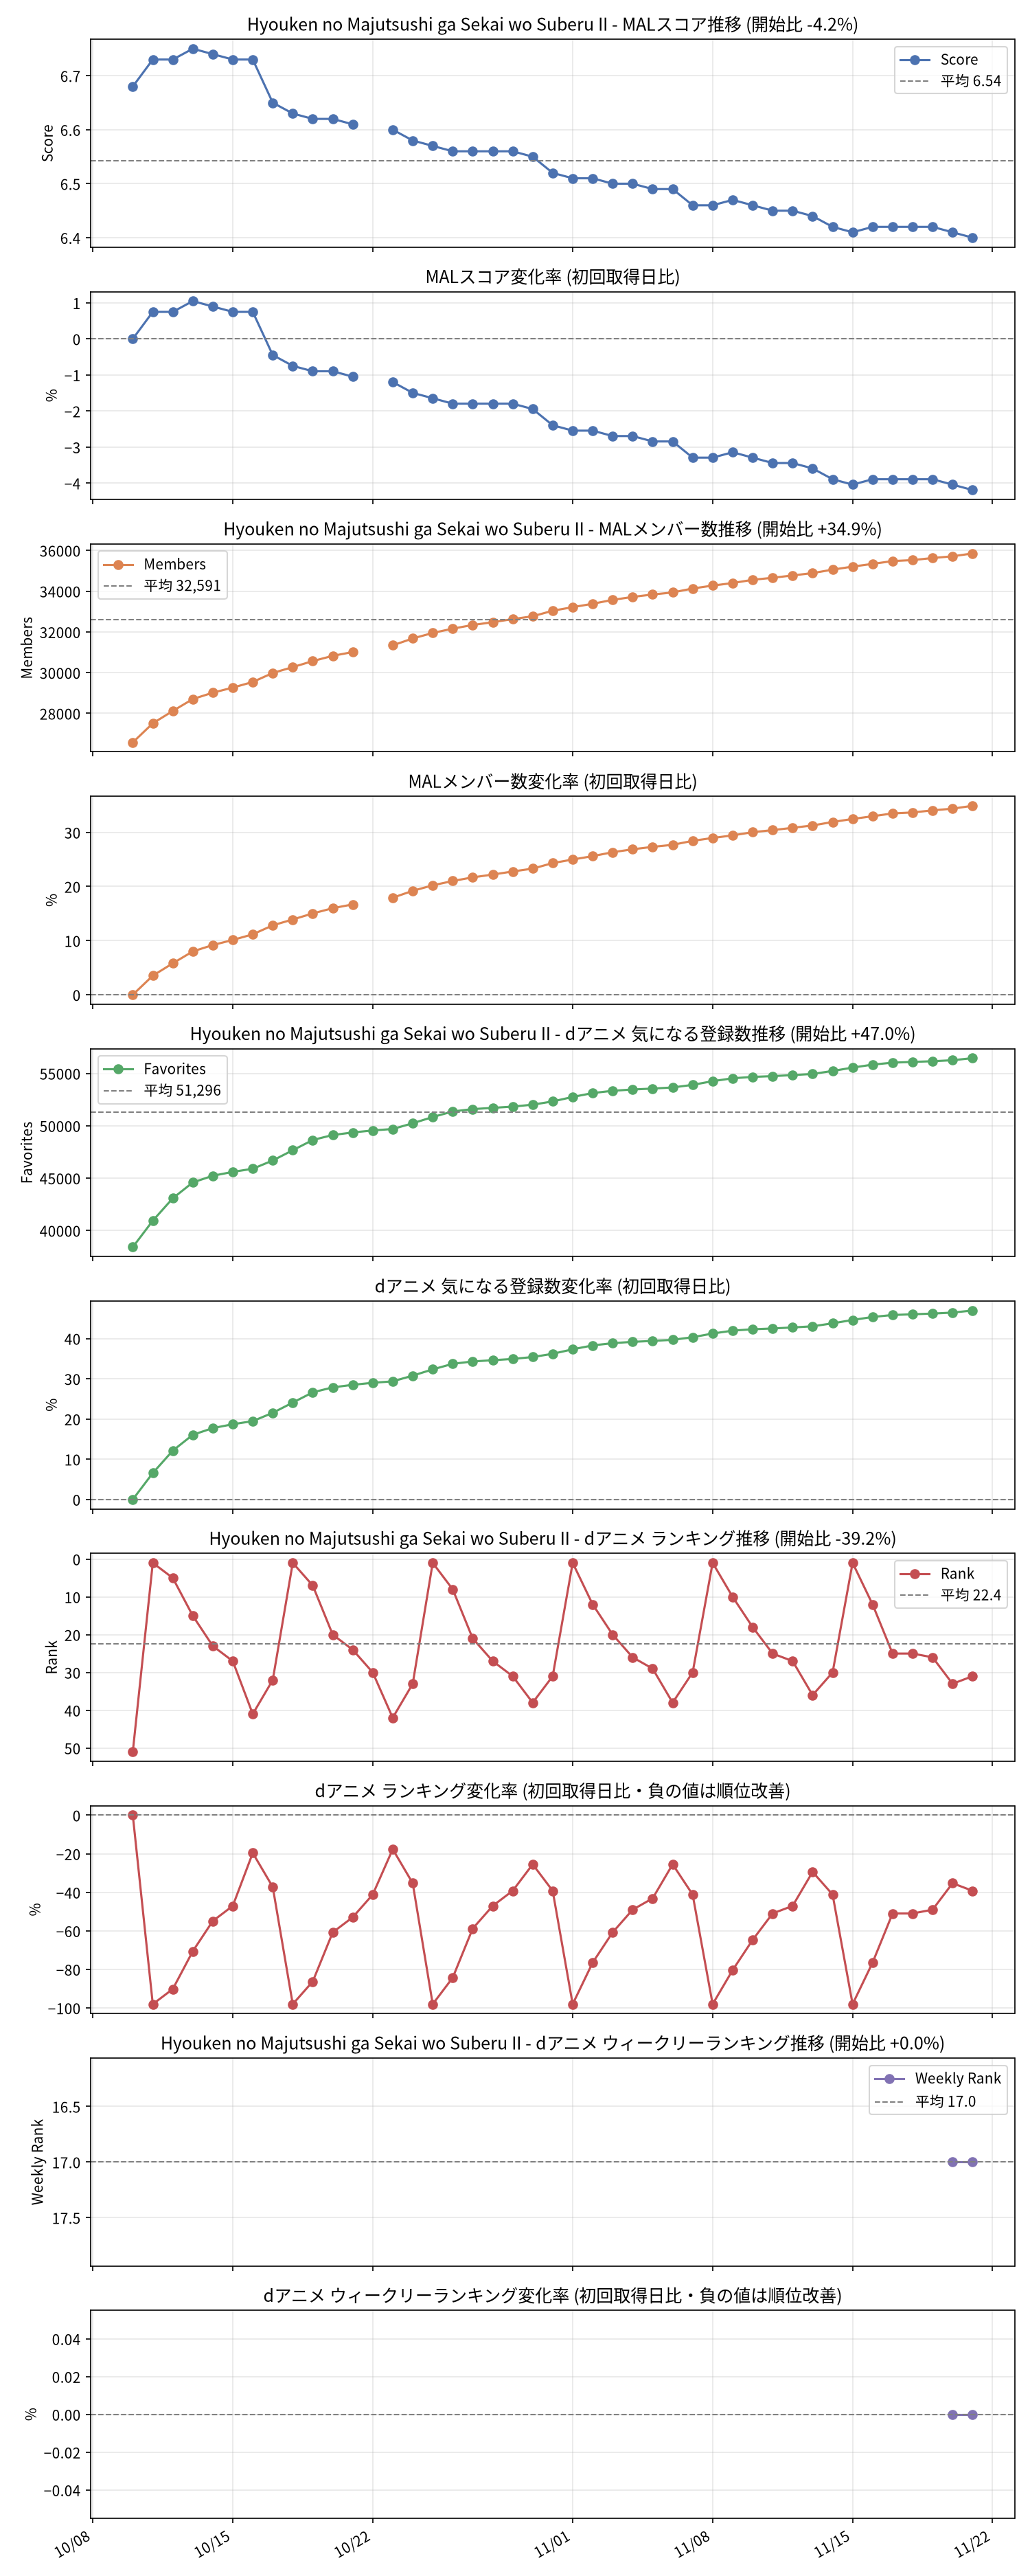 Hyouken no Majutsushi ga Sekai wo Suberu II - MALスコア推移 (開始比 -4.2%)
Score
平均 6.54
6.7
6.6
6.5
6.4
Score
MALスコア変化率 (初回取得日比)
1
0
−1
−2
−3
−4
%
Hyouken no Majutsushi ga Sekai wo Suberu II - MALメンバー数推移 (開始比 +34.9%)
Members
平均 32,591
36000
34000
32000
30000
28000
Members
MALメンバー数変化率 (初回取得日比)
30
20
10
0
%
Hyouken no Majutsushi ga Sekai wo Suberu II - dアニメ 気になる登録数推移 (開始比 +47.0%)
Favorites
平均 51,296
55000
50000
45000
40000
Favorites
dアニメ 気になる登録数変化率 (初回取得日比)
40
30
20
10
0
%
Hyouken no Majutsushi ga Sekai wo Suberu II - dアニメ ランキング推移 (開始比 -39.2%)
Rank
平均 22.4
0
10
20
30
40
50
Rank
dアニメ ランキング変化率 (初回取得日比・負の値は順位改善)
0
−20
−40
−60
−80
−100
%
Hyouken no Majutsushi ga Sekai wo Suberu II - dアニメ ウィークリーランキング推移 (開始比 +0.0%)
Weekly Rank
平均 17.0
16.5
17.0
17.5
Weekly Rank
dアニメ ウィークリーランキング変化率 (初回取得日比・負の値は順位改善)
0.04
0.02
0.00
−0.02
−0.04
%
10/08
10/15
10/22
11/01
11/08
11/15
11/22